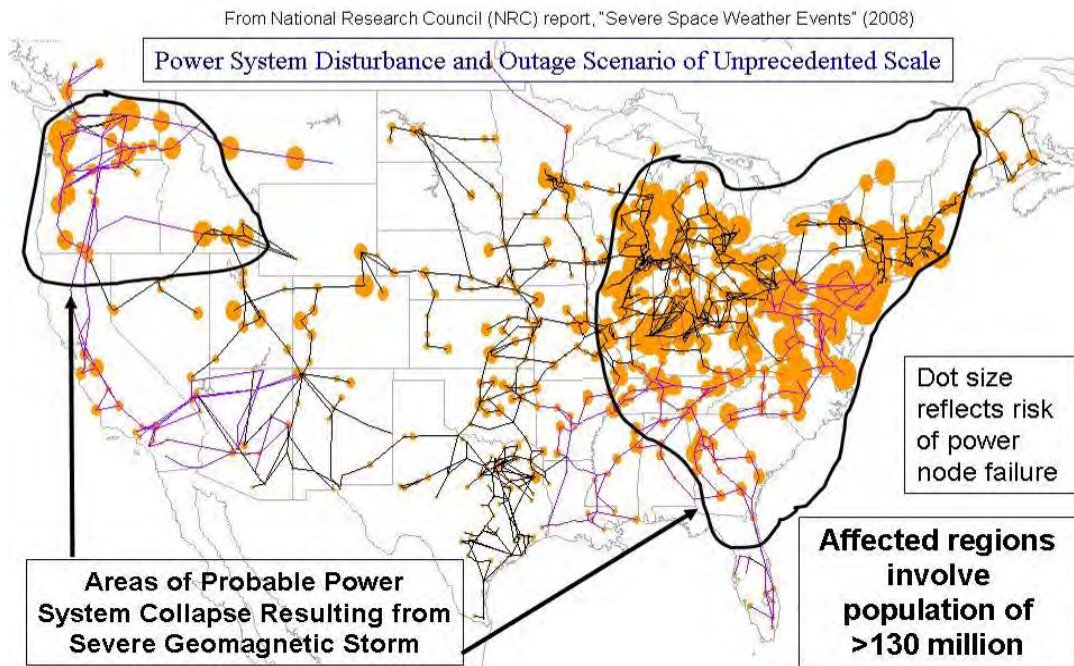 From National Research Council (NRC) report, "Severe Space Weather Events" (2008)
Power System Disturbance and Outage Scenario of Unprecedented Scale
Dot size
reflects risk
of power
node failure
Areas of Probable Power
System Collapse Resulting from
Severe Geomagnetic Storm
Affected regions
involve
population of
>130 million